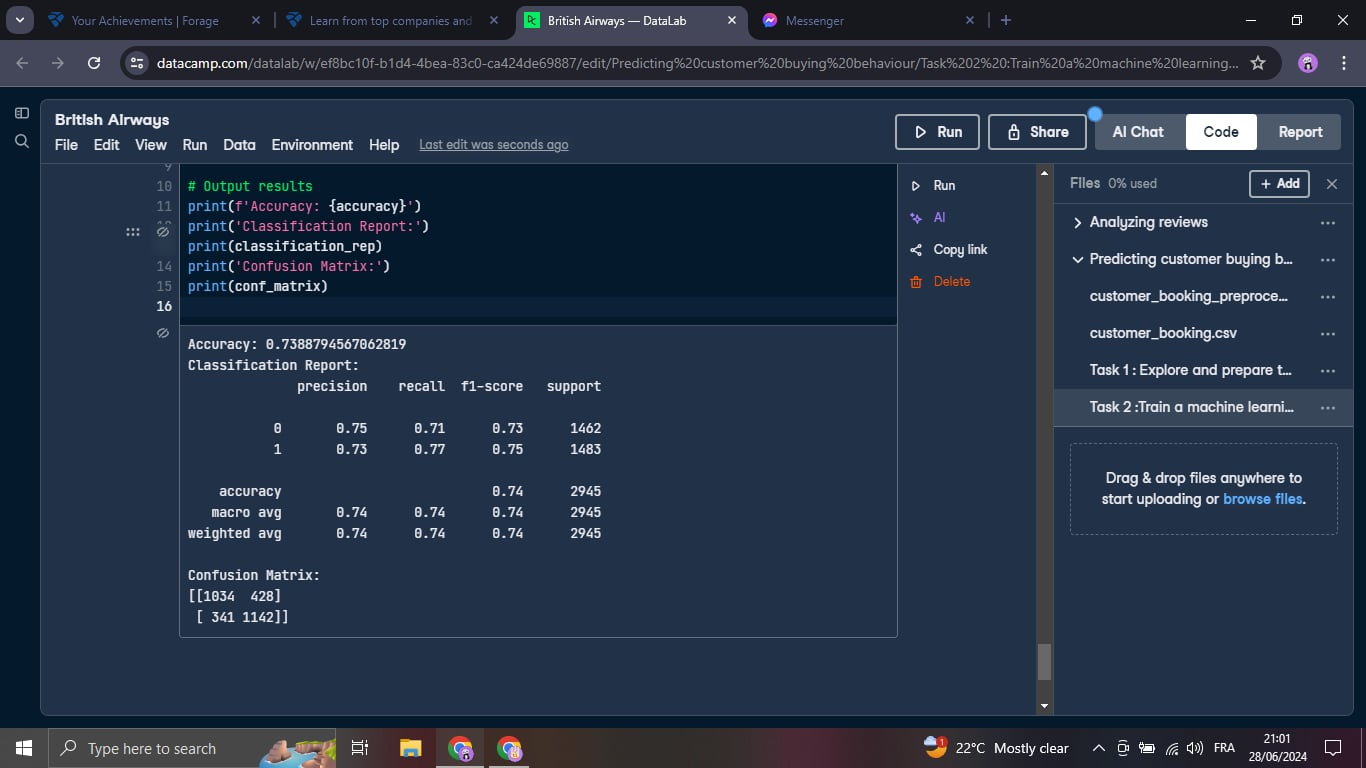 Your Achievements | Forage
Learn from top companies and
British Airways — DataLab
Messenger
datacamp.com/datalab/w/ef8bc10f-b1d4-4bea-83c0-ca424de69887/edit/Predicting%20customer%20buying%20behaviour/Task%202%20:Train%20a%20machine%20learning...
British Airways
File Edit View Run Data Environment Help Last edit was seconds ago
Run Share AI Chat Code Report
9
10 # Output results
11 print(f'Accuracy: {accuracy}')
print('Classification Report:')
print(classification_rep)
14 print('Confusion Matrix:')
15 print(conf_matrix)
16
Run
AI
Copy link
Delete
Accuracy: 0.7388794567062819
Classification Report:
precision recall f1-score support
0 0.75 0.71 0.73 1462
1 0.73 0.77 0.75 1483
accuracy 0.74 2945
macro avg 0.74 0.74 0.74 2945
weighted avg 0.74 0.74 0.74 2945
Confusion Matrix:
[[1034 428]
[ 341 1142]]
Files 0% used + Add
Analyzing reviews
Predicting customer buying b...
customer_booking_preproce...
customer_booking.csv
Task 1 : Explore and prepare t...
Task 2 :Train a machine learni...
Drag & drop files anywhere to
start uploading or browse files.
Type here to search
1
22°C Mostly clear
FRA
21:01
28/06/2024